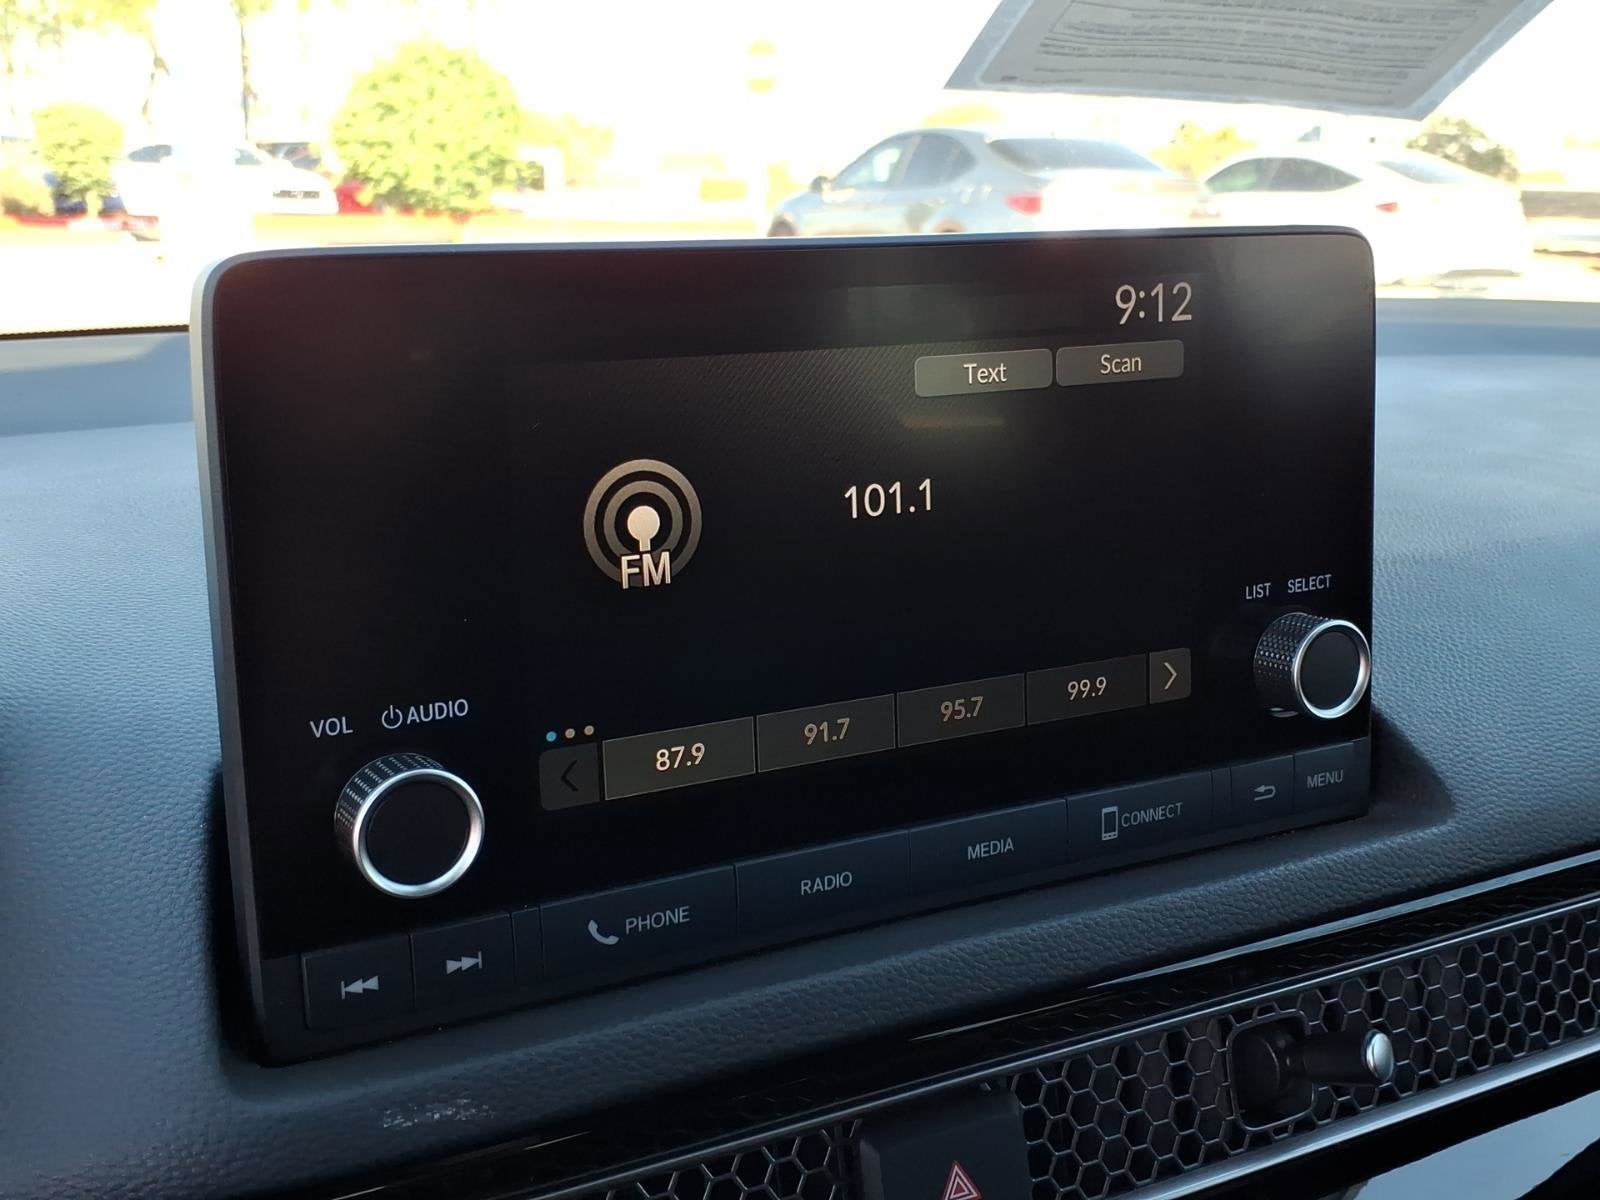 9:12
Text Scan
101.1
FM
LIST SELECT
VOL AUDIO
87.9 91.7 95.7 99.9
PHONE RADIO MEDIA CONNECT MENU